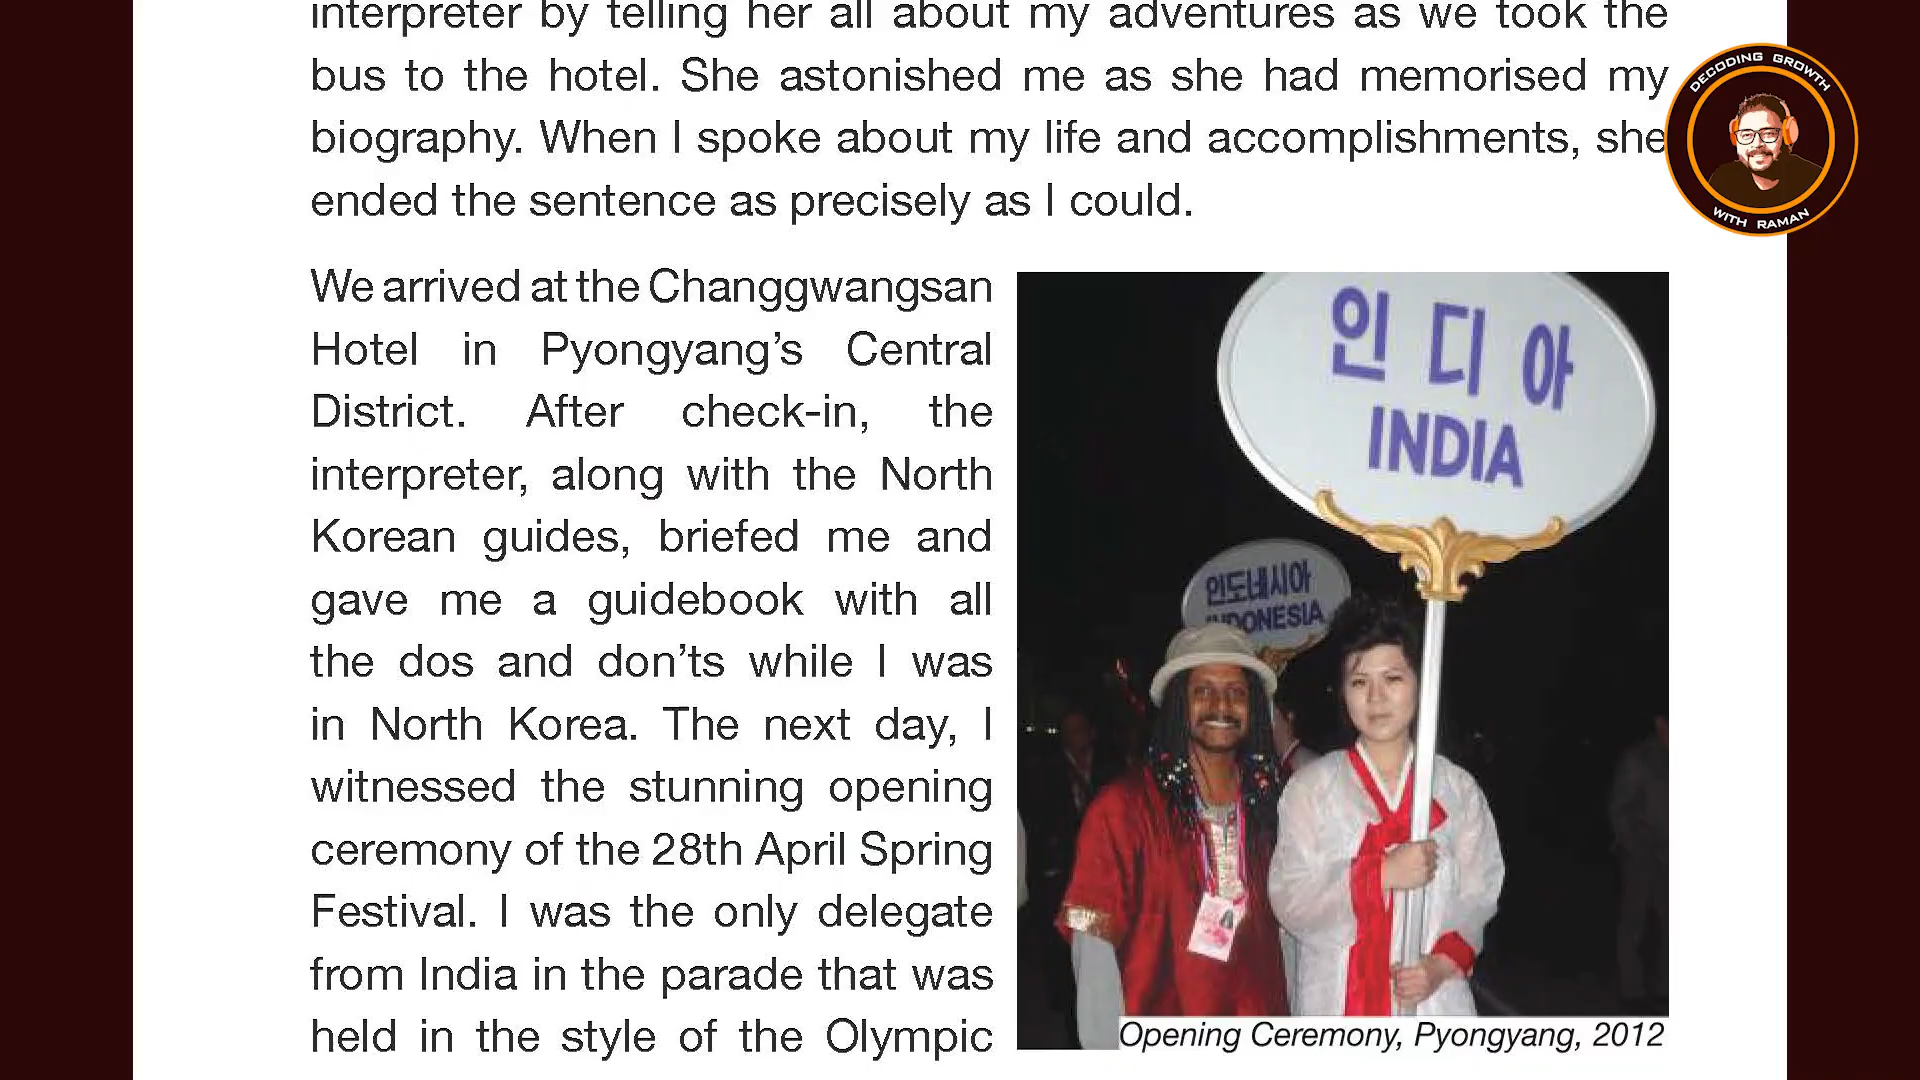 interpreter by telling her all about my adventures as we took the
bus to the hotel. She astonished me as she had memorised my
biography. When I spoke about my life and accomplishments, she
ended the sentence as precisely as I could.
DECODING GROWTH
WITH RAMAN
We arrived at the Changgwangsan
Hotel in Pyongyang’s Central
District. After check-in, the
interpreter, along with the North
Korean guides, briefed me and
gave me a guidebook with all
the dos and don’ts while I was
in North Korea. The next day, I
witnessed the stunning opening
ceremony of the 28th April Spring
Festival. I was the only delegate
from India in the parade that was
held in the style of the Olympic
인디아
INDIA
인도네시아
INDONESIA
Opening Ceremony, Pyongyang, 2012